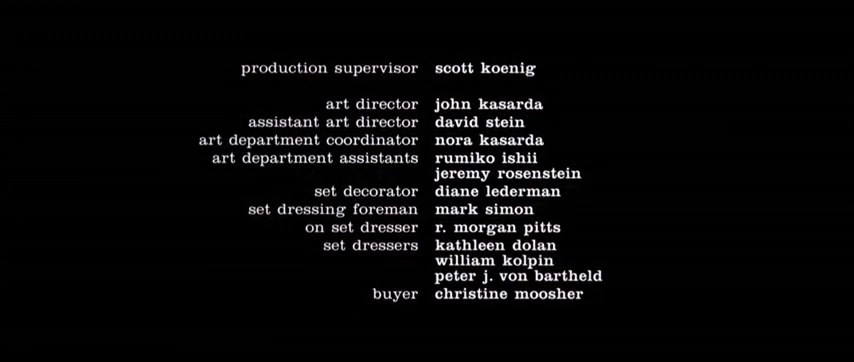 production supervisor scott koenig
art director john kasarda
assistant art director david stein
art department coordinator nora kasarda
art department assistants rumiko ishii
jeremy rosenstein
set decorator diane lederman
set dressing foreman mark simon
on set dresser r. morgan pitts
set dressers kathleen dolan
william kolpin
peter j. von bartheld
buyer christine moosher